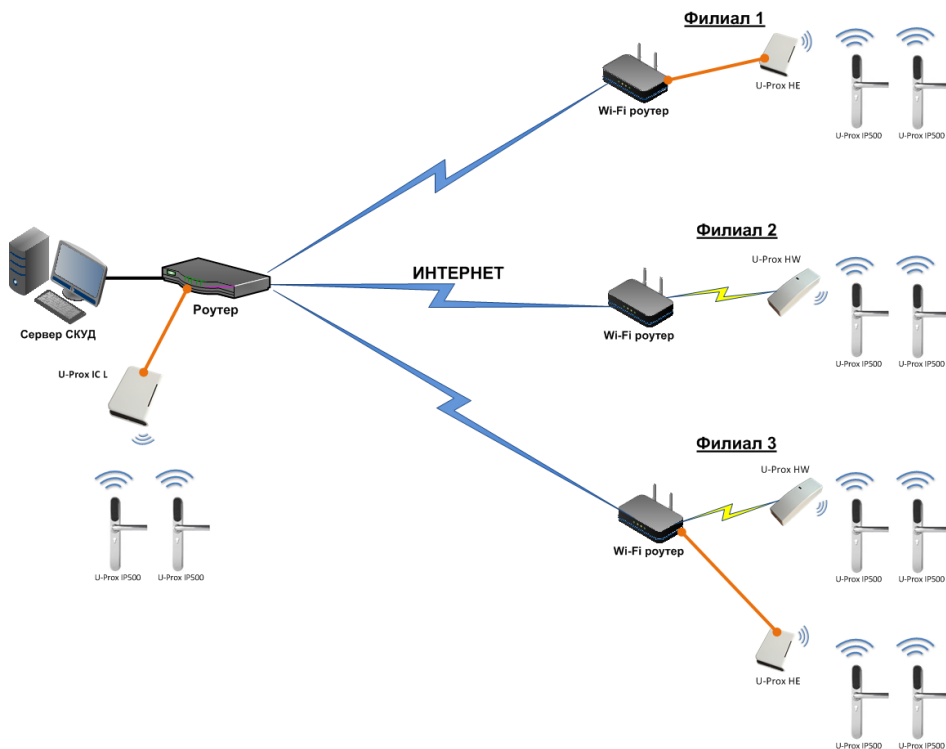 Филиал 1
U-Prox HE
Wi-Fi роутер
U-Prox IP500
U-Prox IP500
Филиал 2
U-Prox HW
ИНТЕРНЕТ
Роутер
Сервер СКУД
Wi-Fi роутер
U-Prox IP500
U-Prox IP500
U-Prox IC L
Филиал 3
U-Prox HW
Wi-Fi роутер
U-Prox IP500
U-Prox IP500
U-Prox IP500
U-Prox IP500
U-Prox HE
U-Prox IP500
U-Prox IP500